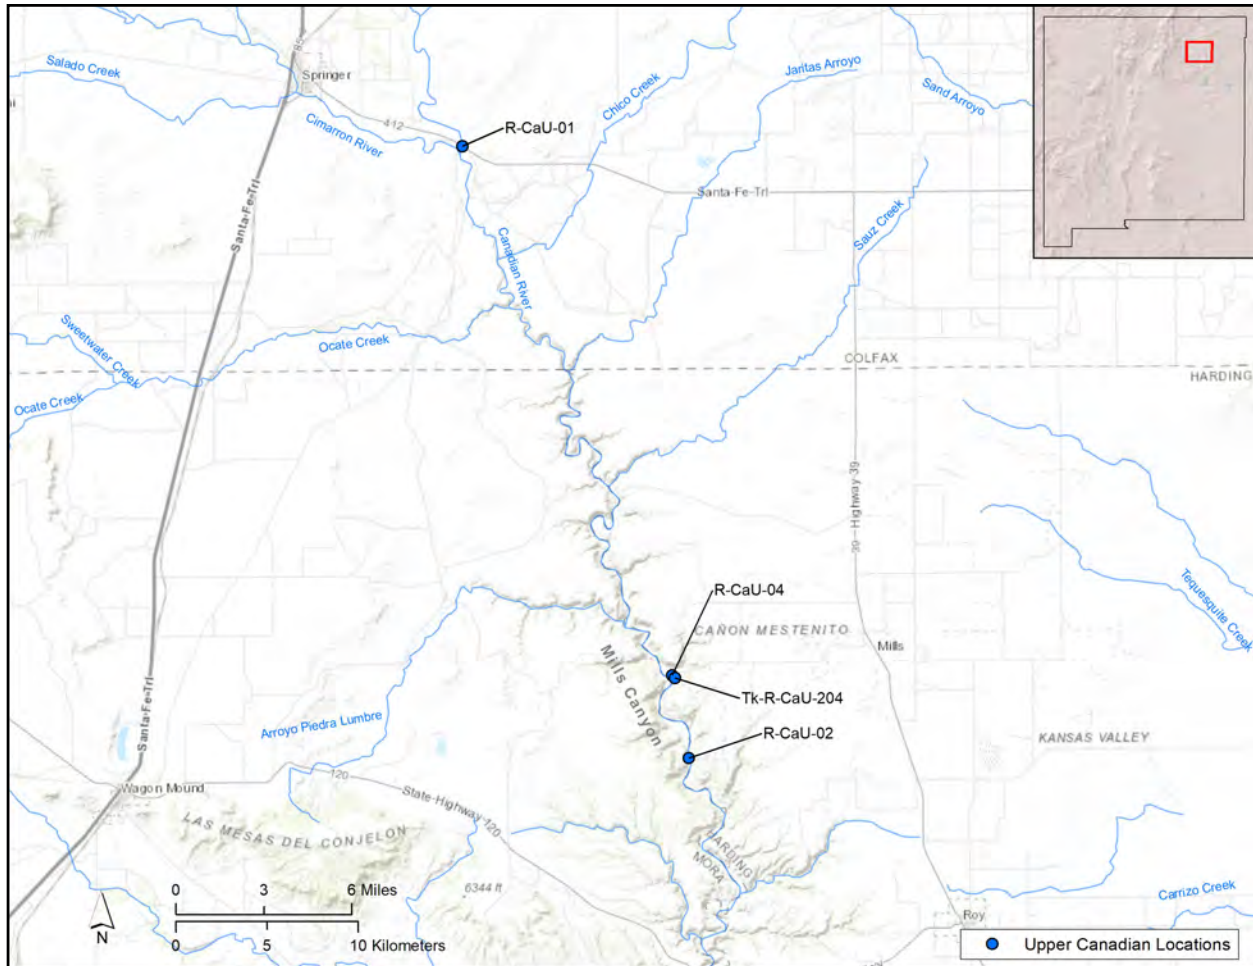 Salado Creek
85
Springer
Cimarron River
412
R-CaU-01
Chico Creek
Jaritas Arroyo
Sand Arroyo
Santa-Fe-Trl
Santa-Fe-Trl
Sauz Creek
Canadian River
Sweetwater Creek
Ocate Creek
Ocate Creek
COLFAX
HARDING
39
Highway 39
39
R-CaU-04
CAÑON MESTENITO
Mills
Tequesquite Creek
Mills Canyon
Tk-R-CaU-204
R-CaU-02
KANSAS VALLEY
Arroyo Piedra Lumbre
Santa-Fe-Trl
Wagon Mound
120
State-Highway-120
LAS MESAS DEL CONJELON
HARDING
MORA
6344 ft
Carrizo Creek
Roy
N
0 3 6 Miles
0 5 10 Kilometers
Upper Canadian Locations